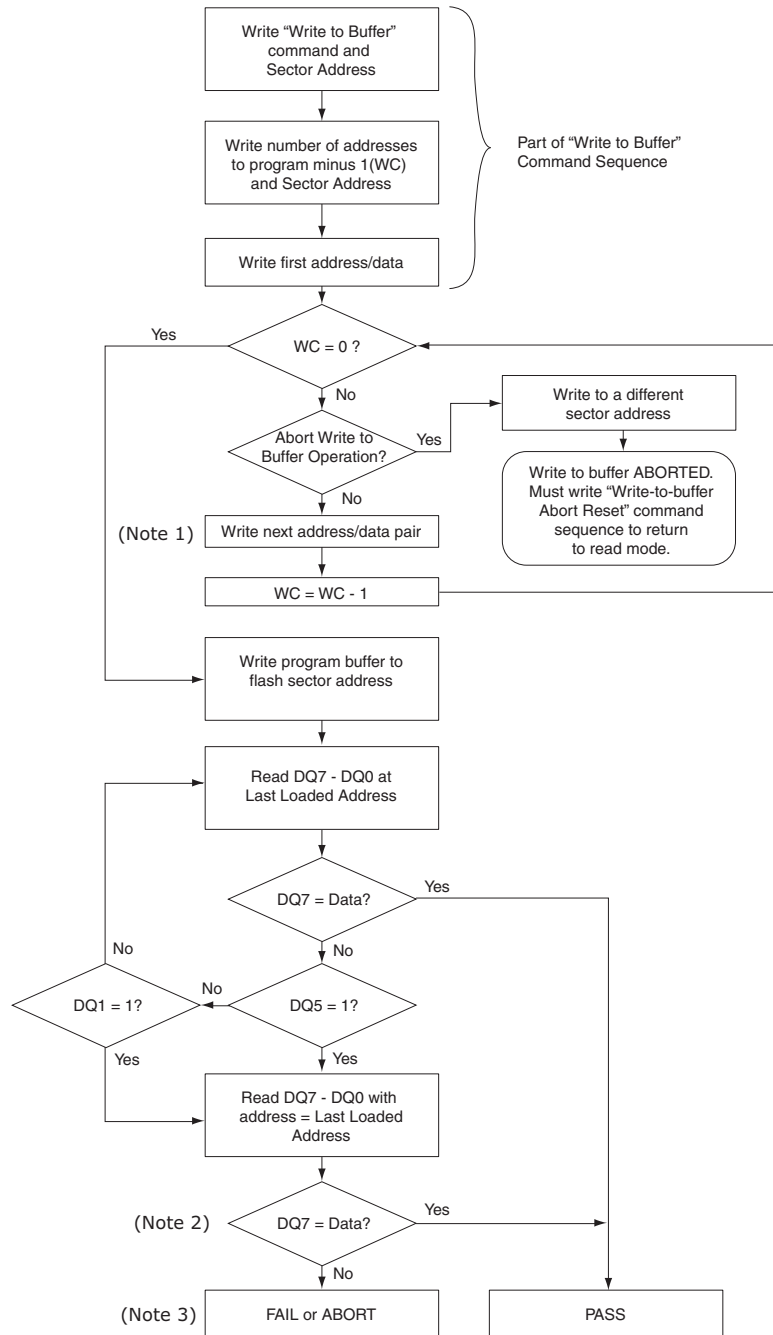 Write “Write to Buffer”
command and
Sector Address
Write number of addresses
to program minus 1(WC)
and Sector Address
Part of “Write to Buffer”
Command Sequence
Write first address/data
Yes
WC = 0 ?
No
Write to a different
sector address
Abort Write to
Buffer Operation?
Yes
No
Write to buffer ABORTED.
Must write “Write-to-buffer
Abort Reset” command
sequence to return
to read mode.
(Note 1)
Write next address/data pair
WC = WC - 1
Write program buffer to
flash sector address
Read DQ7 - DQ0 at
Last Loaded Address
DQ7 = Data?
Yes
No
No
DQ1 = 1?
No
DQ5 = 1?
Yes
Yes
Read DQ7 - DQ0 with
address = Last Loaded
Address
(Note 2)
DQ7 = Data?
Yes
No
(Note 3)
FAIL or ABORT
PASS